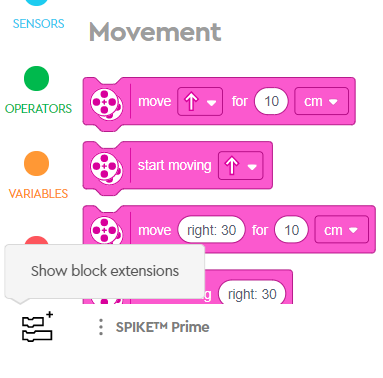 SENSORS
Movement
OPERATORS
move for 10 cm
start moving
VARIABLES
move right: 30 for 10 cm
Show block extensions
right: 30
SPIKE™ Prime